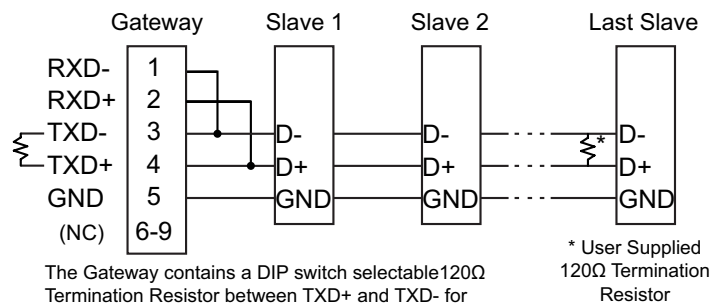 Gateway Slave 1 Slave 2 Last Slave
RXD- 1
RXD+ 2
TXD- 3 D- D- * D-
TXD+ 4 D+ D+ D+
GND 5 GND GND GND
(NC) 6-9
* User Supplied
120Ω Termination
Resistor
The Gateway contains a DIP switch selectable120Ω
Termination Resistor between TXD+ and TXD- for